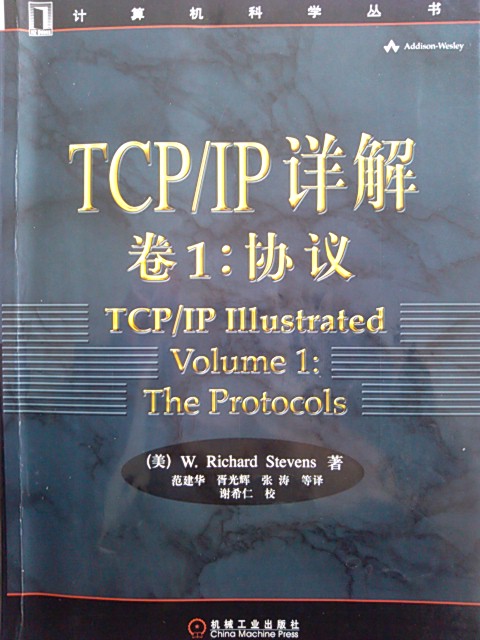 计算机科学丛书
Addison-Wesley
TCP/IP 详解
卷1:协议
TCP/IP Illustrated
Volume 1:
The Protocols
(美) W. Richard Stevens 著
范建华 胥光辉 张涛 等译
谢希仁 校
机械工业出版社
China Machine Press